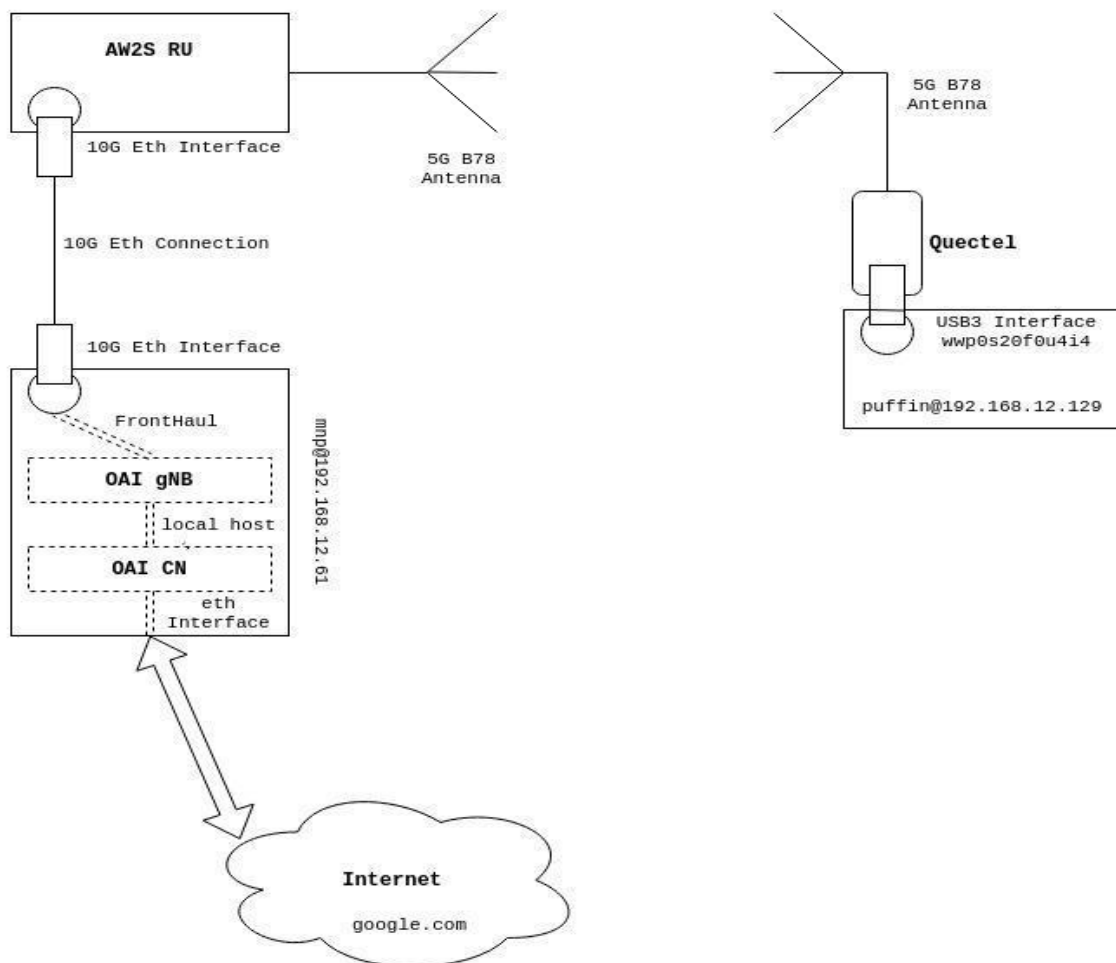 AW2S RU
10G Eth Interface
5G B78
Antenna
5G B78
Antenna
10G Eth Connection
Quectel
USB3 Interface
wwp0s20f0u4i4
puffin@192.168.12.129
10G Eth Interface
FrontHaul
OAI gNB
local host
OAI CN
eth
Interface
mnp@192.168.12.61
Internet
google.com